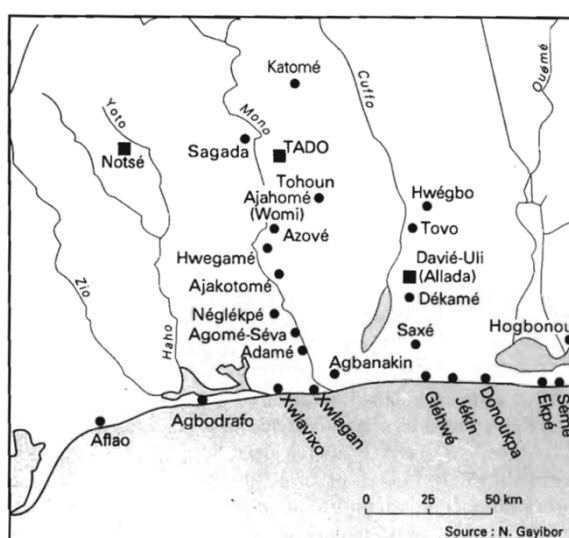 Katomé
Cuffo
Ouémé
Mono
Yoto
Sagada
TADO
Notsé
Tohoun
Ajahomé
(Womi)
Hwégbo
Azové
Tovo
Hwegamé
Davié-Uli
(Allada)
Ajakotomé
Zio
Dékamé
Néglékpé
Haho
Agomé-Séva
Saxé
Hogbonou
Adamé
Agbanakin
Aflao
Agbodrafo
Xwlavixo
Xwlagan
Gléhwé
Jékin
Donoukpa
Ekpé
Sèmè
0 25 50 km
Source : N. Gayibor